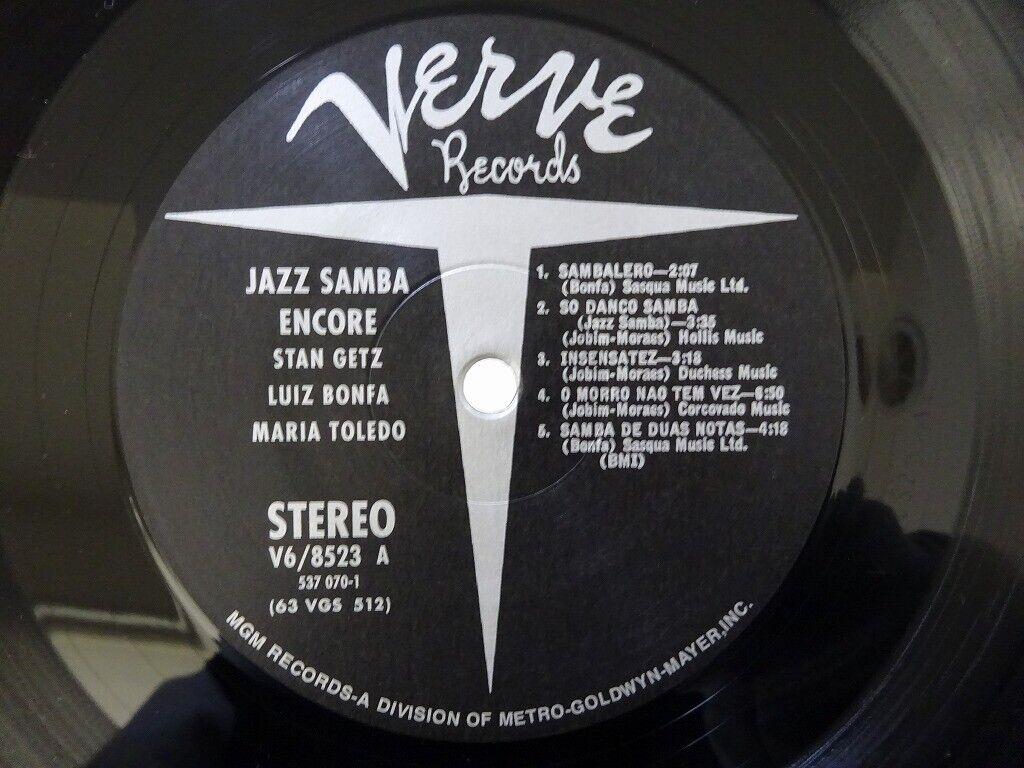 Verve
Records
JAZZ SAMBA
ENCORE
STAN GETZ
LUIZ BONFA
MARIA TOLEDO
1. SAMBALERO—2:07
(Bonfa) Sasqua Music Ltd.
2. SO DANCO SAMBA
(Jazz Samba)—3:35
(Jobim-Moraes) Hollis Music
3. INSENSATEZ—3:18
(Jobim-Moraes) Duchess Music
4. O MORRO NAO TEM VEZ—6:50
(Jobim-Moraes) Corcovado Music
5. SAMBA DE DUAS NOTAS—4:18
(Bonfa) Sasqua Music Ltd.
(BMI)
STEREO
V6/8523 A
537 070-1
(63 VGS 512)
MGM RECORDS-A DIVISION OF METRO-GOLDWYN-MAYER, INC.